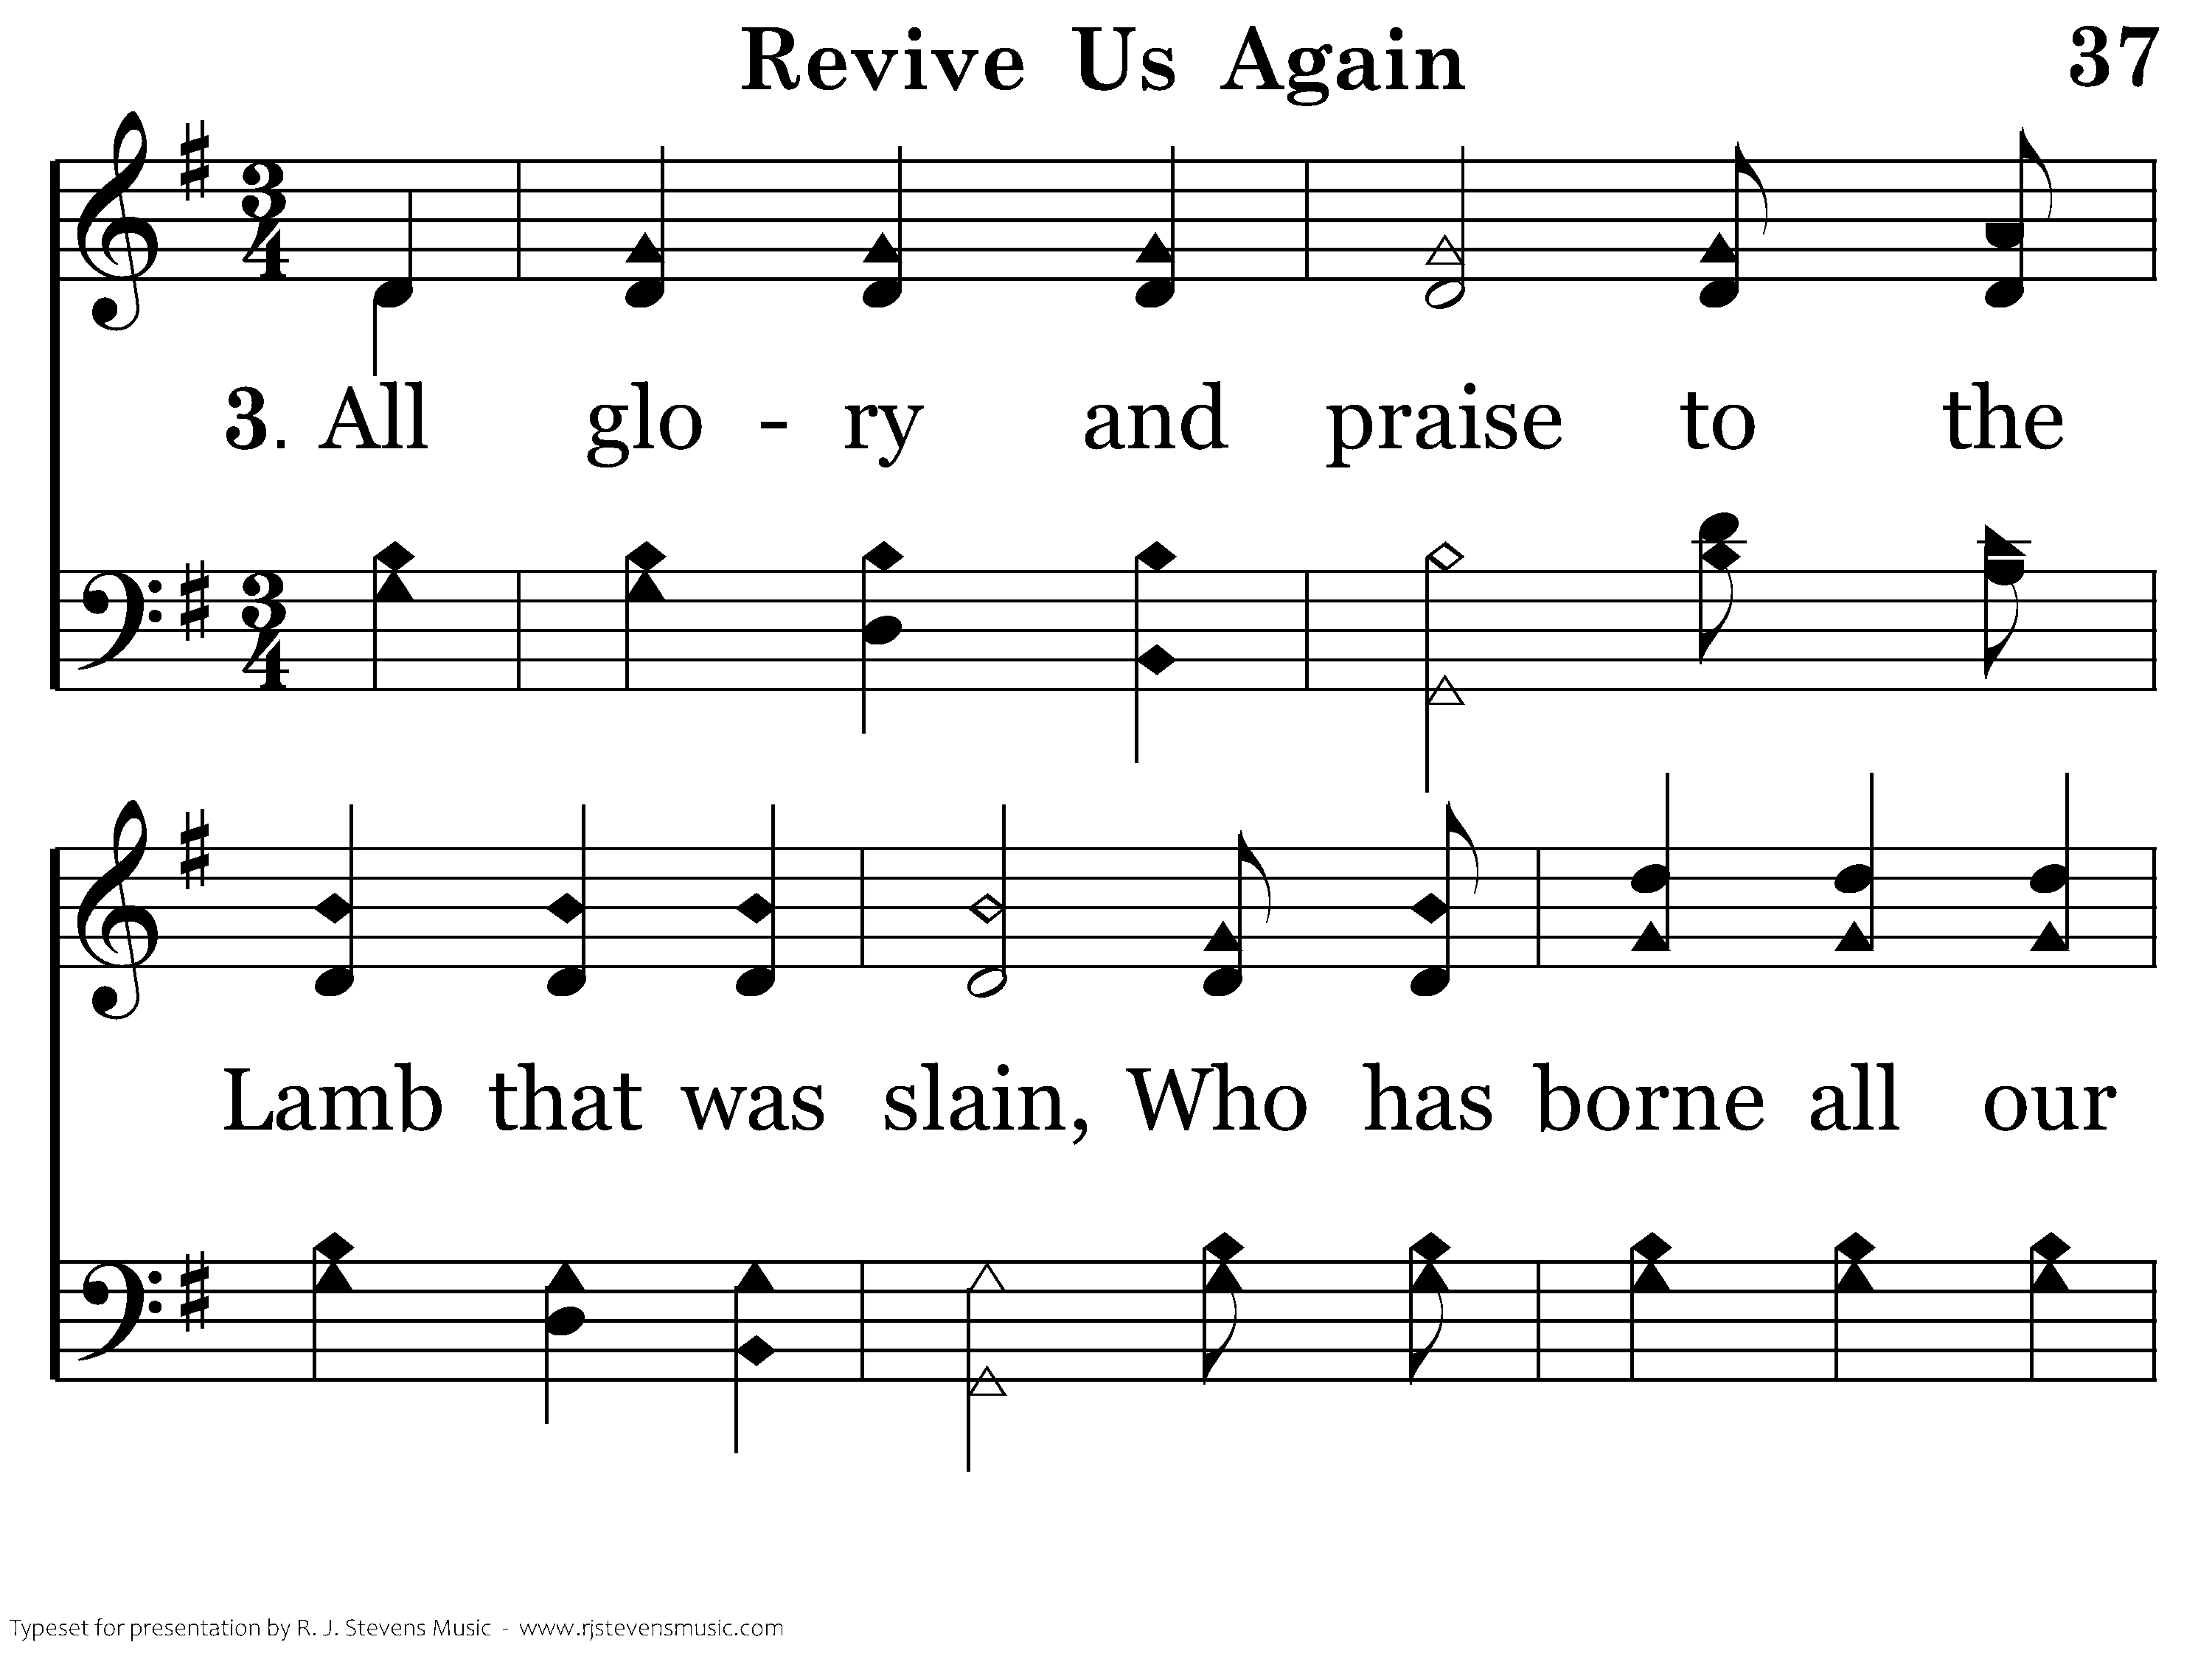 Revive Us Again 37
3. All glo - ry and praise to the
Lamb that was slain, Who has borne all our
Typeset for presentation by R. J. Stevens Music - www.rjstevensmusic.com